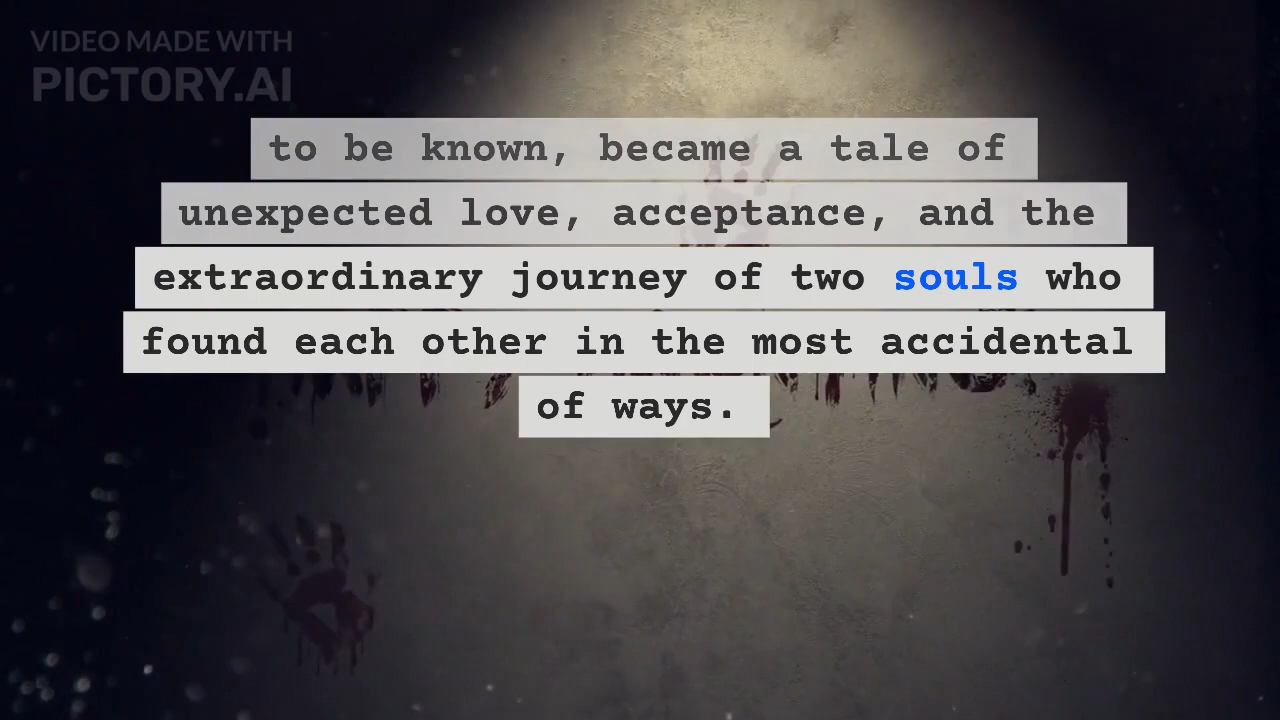 VIDEO MADE WITH
PICTORY.AI
to be known, became a tale of
unexpected love, acceptance, and the
extraordinary journey of two souls who
found each other in the most accidental
of ways.